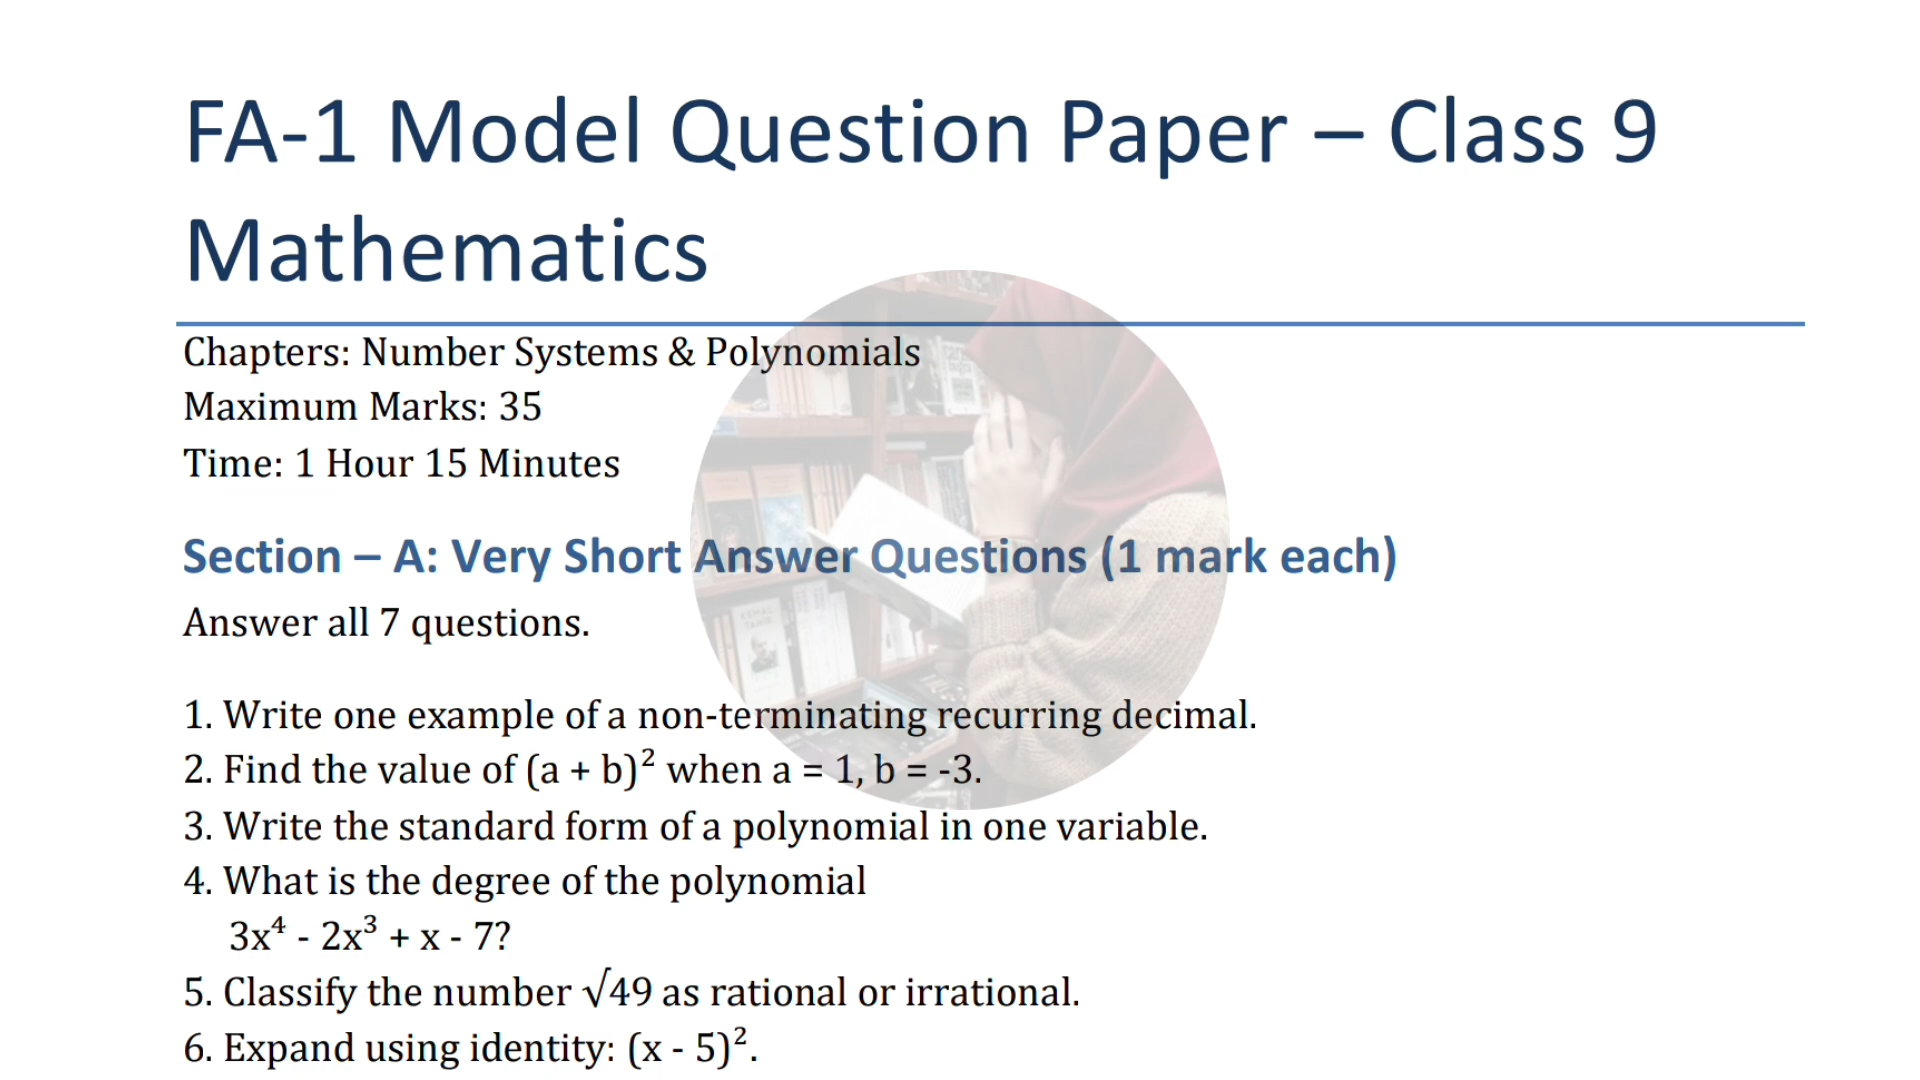 FA-1 Model Question Paper – Class 9
Mathematics
Chapters: Number Systems & Polynomials
Maximum Marks: 35
Time: 1 Hour 15 Minutes
Section – A: Very Short Answer Questions (1 mark each)
Answer all 7 questions.
1. Write one example of a non-terminating recurring decimal.
2. Find the value of (a + b)² when a = 1, b = -3.
3. Write the standard form of a polynomial in one variable.
4. What is the degree of the polynomial
3x⁴ - 2x³ + x - 7?
5. Classify the number √49 as rational or irrational.
6. Expand using identity: (x - 5)².